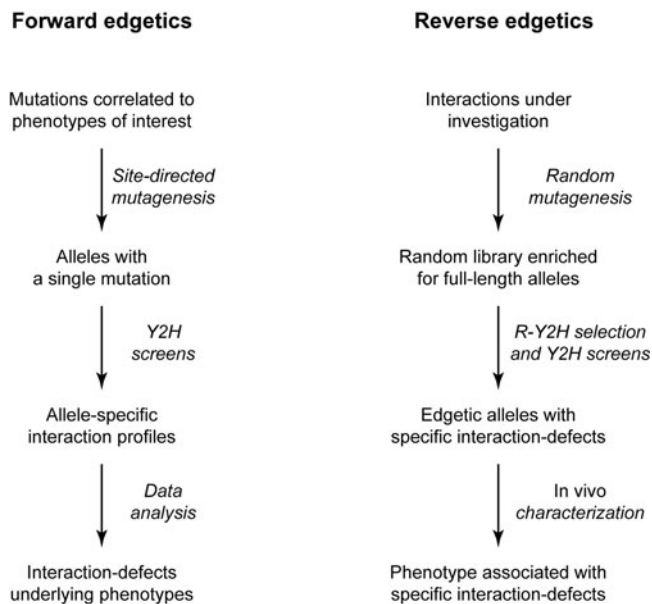 Forward edgetics
Mutations correlated to
phenotypes of interest
Site-directed
mutagenesis
Alleles with
a single mutation
Y2H
screens
Allele-specific
interaction profiles
Data
analysis
Interaction-defects
underlying phenotypes
Reverse edgetics
Interactions under
investigation
Random
mutagenesis
Random library enriched
for full-length alleles
R-Y2H selection
and Y2H screens
Edgetic alleles with
specific interaction-defects
In vivo
characterization
Phenotype associated with
specific interaction-defects